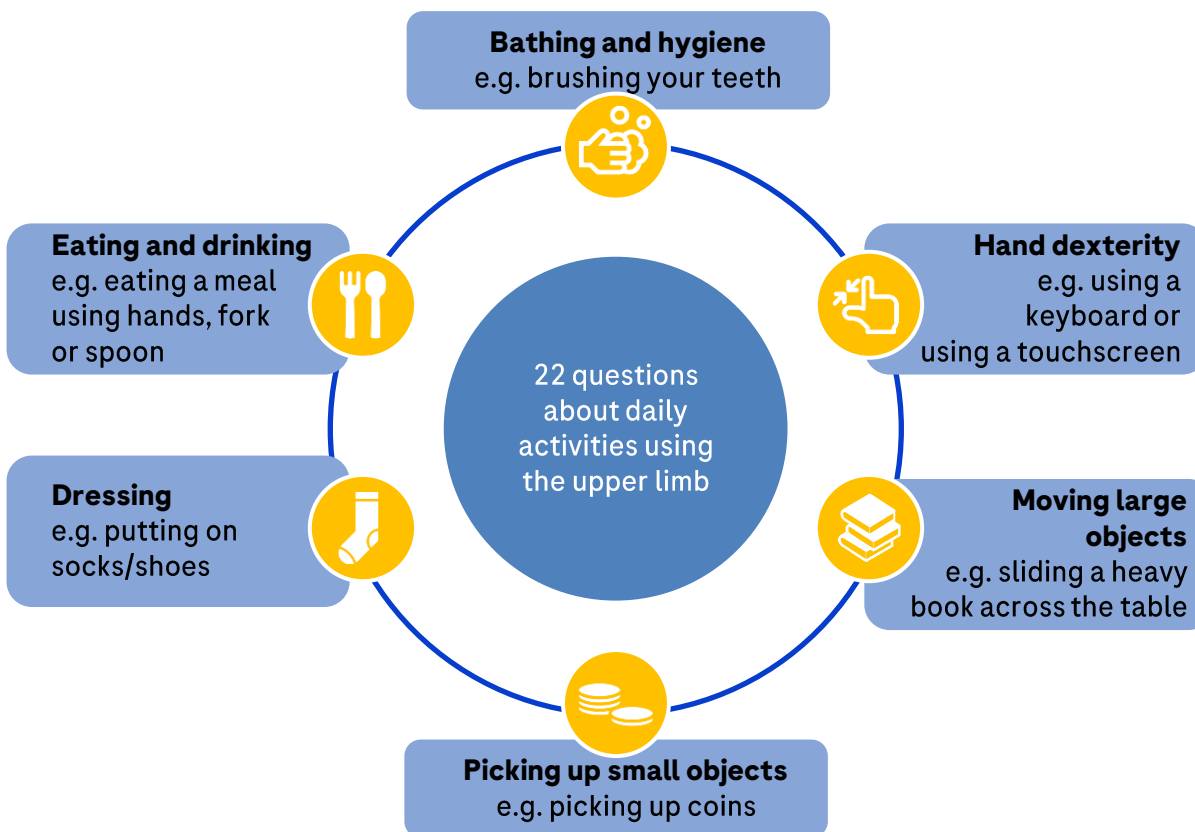 Bathing and hygiene
e.g. brushing your teeth
Eating and drinking
e.g. eating a meal
using hands, fork
or spoon
Hand dexterity
e.g. using a
keyboard or
using a touchscreen
22 questions
about daily
activities using
the upper limb
Dressing
e.g. putting on
socks/shoes
Moving large
objects
e.g. sliding a heavy
book across the table
Picking up small objects
e.g. picking up coins